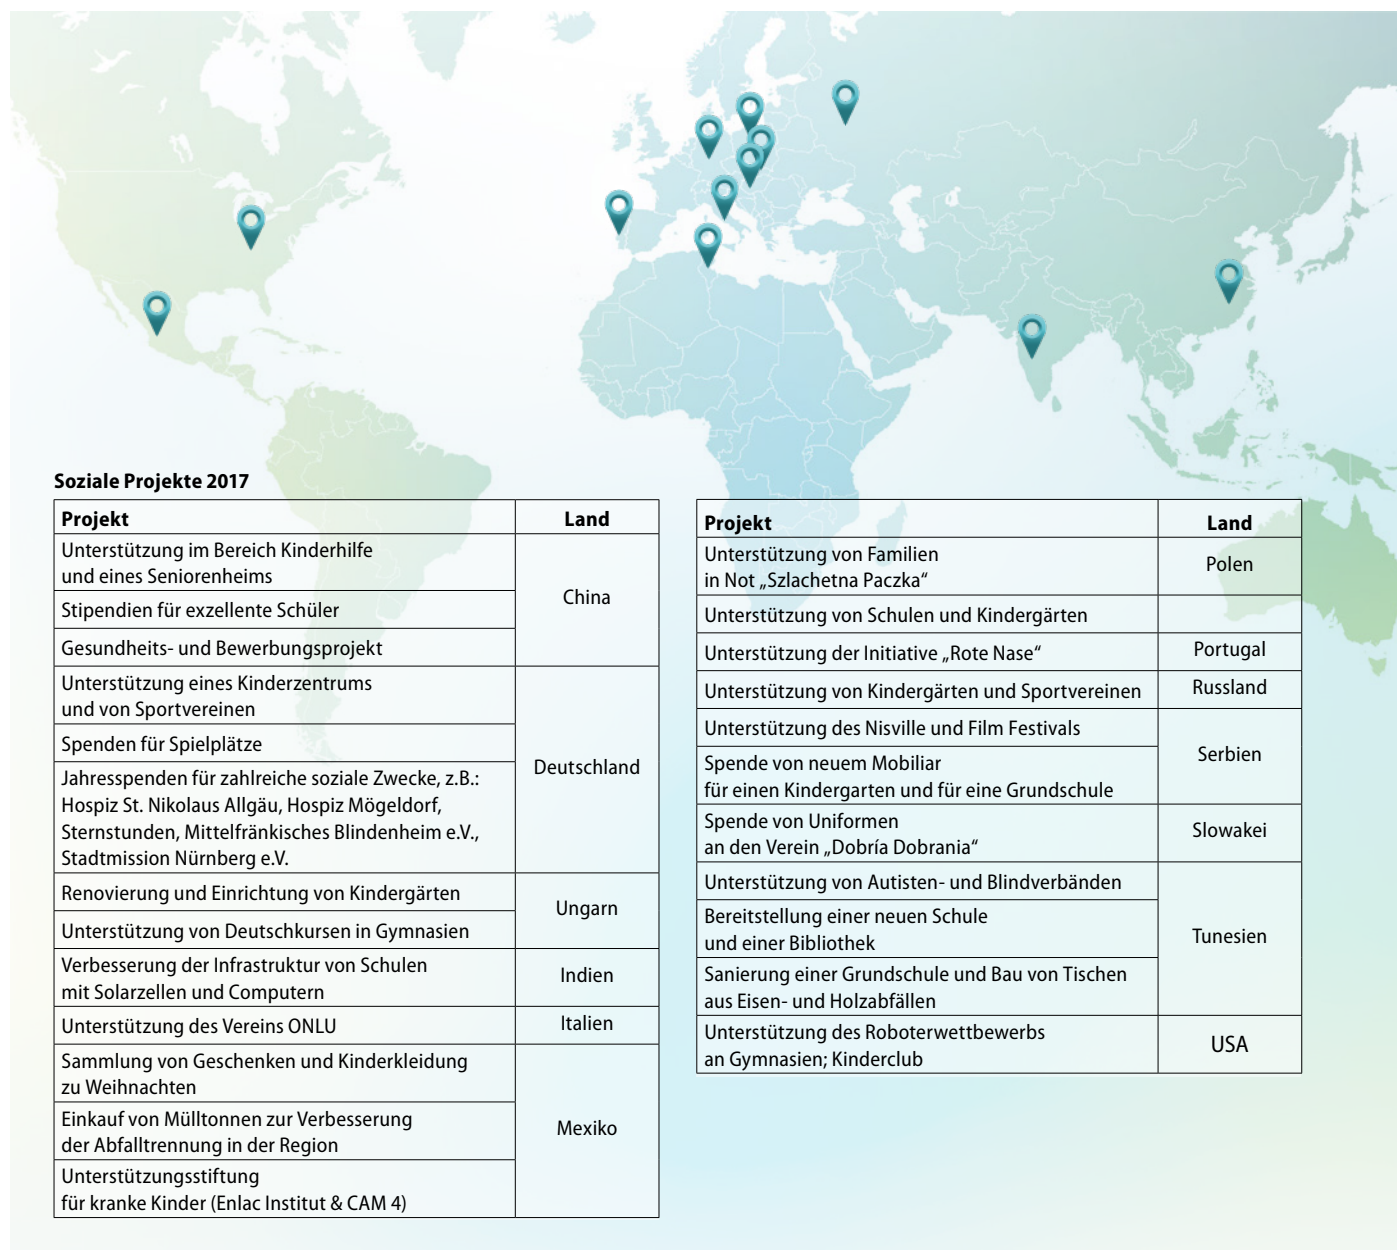 Soziale Projekte 2017
Projekt Land
Unterstützung im Bereich Kinderhilfe
und eines Seniorenheims
China
Stipendien für exzellente Schüler
Gesundheits- und Bewerbungsprojekt
Unterstützung eines Kinderzentrums
und von Sportvereinen
Deutschland
Spenden für Spielplätze
Jahresspenden für zahlreiche soziale Zwecke, z.B.:
Hospiz St. Nikolaus Allgäu, Hospiz Mögeldorf,
Sternstunden, Mittelfränkisches Blindenheim e.V.,
Stadtmission Nürnberg e.V.
Renovierung und Einrichtung von Kindergärten
Ungarn
Unterstützung von Deutschkursen in Gymnasien
Verbesserung der Infrastruktur von Schulen
mit Solarzellen und Computern
Indien
Unterstützung des Vereins ONLU Italien
Sammlung von Geschenken und Kinderkleidung
zu Weihnachten
Mexiko
Einkauf von Mülltonnen zur Verbesserung
der Abfalltrennung in der Region
Unterstützungsstiftung
für kranke Kinder (Enlac Institut & CAM 4)
Projekt Land
Unterstützung von Familien
in Not „Szlachetna Paczka“
Polen
Unterstützung von Schulen und Kindergärten
Unterstützung der Initiative „Rote Nase“ Portugal
Unterstützung von Kindergärten und Sportvereinen Russland
Unterstützung des Nisville und Film Festivals
Serbien
Spende von neuem Mobiliar
für einen Kindergarten und für eine Grundschule
Spende von Uniformen
an den Verein „Dobría Dobrania“
Slowakei
Unterstützung von Autisten- und Blindverbänden
Tunesien
Bereitstellung einer neuen Schule
und einer Bibliothek
Sanierung einer Grundschule und Bau von Tischen
aus Eisen- und Holzabfällen
Unterstützung des Roboterwettbewerbs
an Gymnasien; Kinderclub
USA